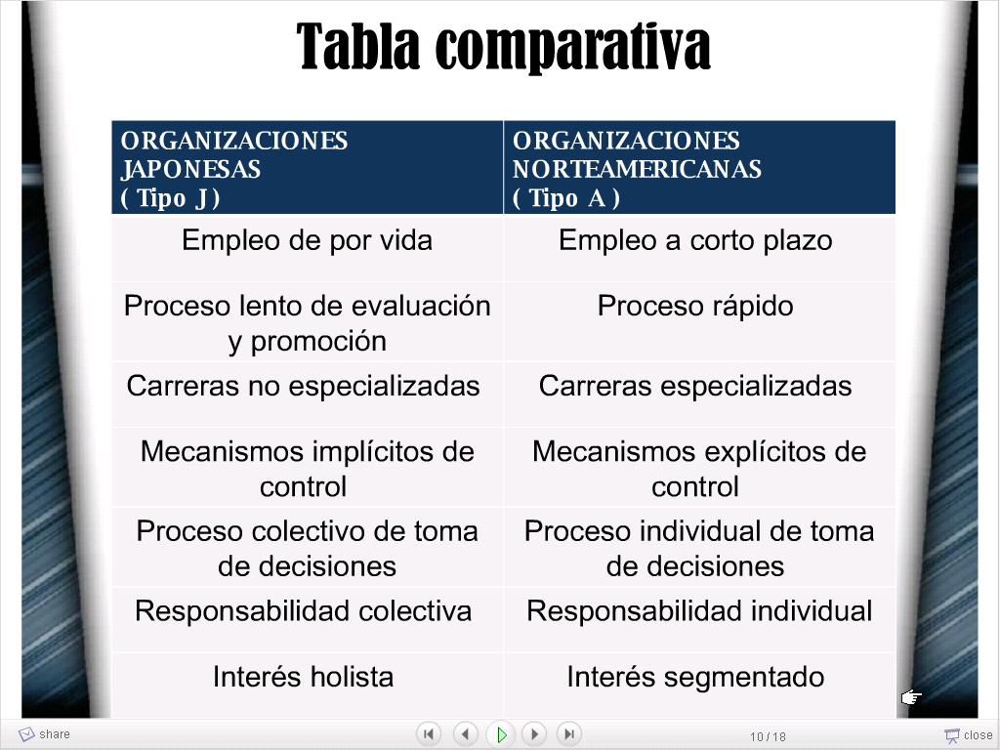 Tabla comparativa
ORGANIZACIONES
JAPONESAS
( Tipo J )
ORGANIZACIONES
NORTEAMERICANAS
( Tipo A )
Empleo de por vida
Empleo a corto plazo
Proceso lento de evaluación
y promoción
Proceso rápido
Carreras no especializadas
Carreras especializadas
Mecanismos implícitos de
control
Mecanismos explícitos de
control
Proceso colectivo de toma
de decisiones
Proceso individual de toma
de decisiones
Responsabilidad colectiva
Responsabilidad individual
Interés holista
Interés segmentado
share
10 / 18
close